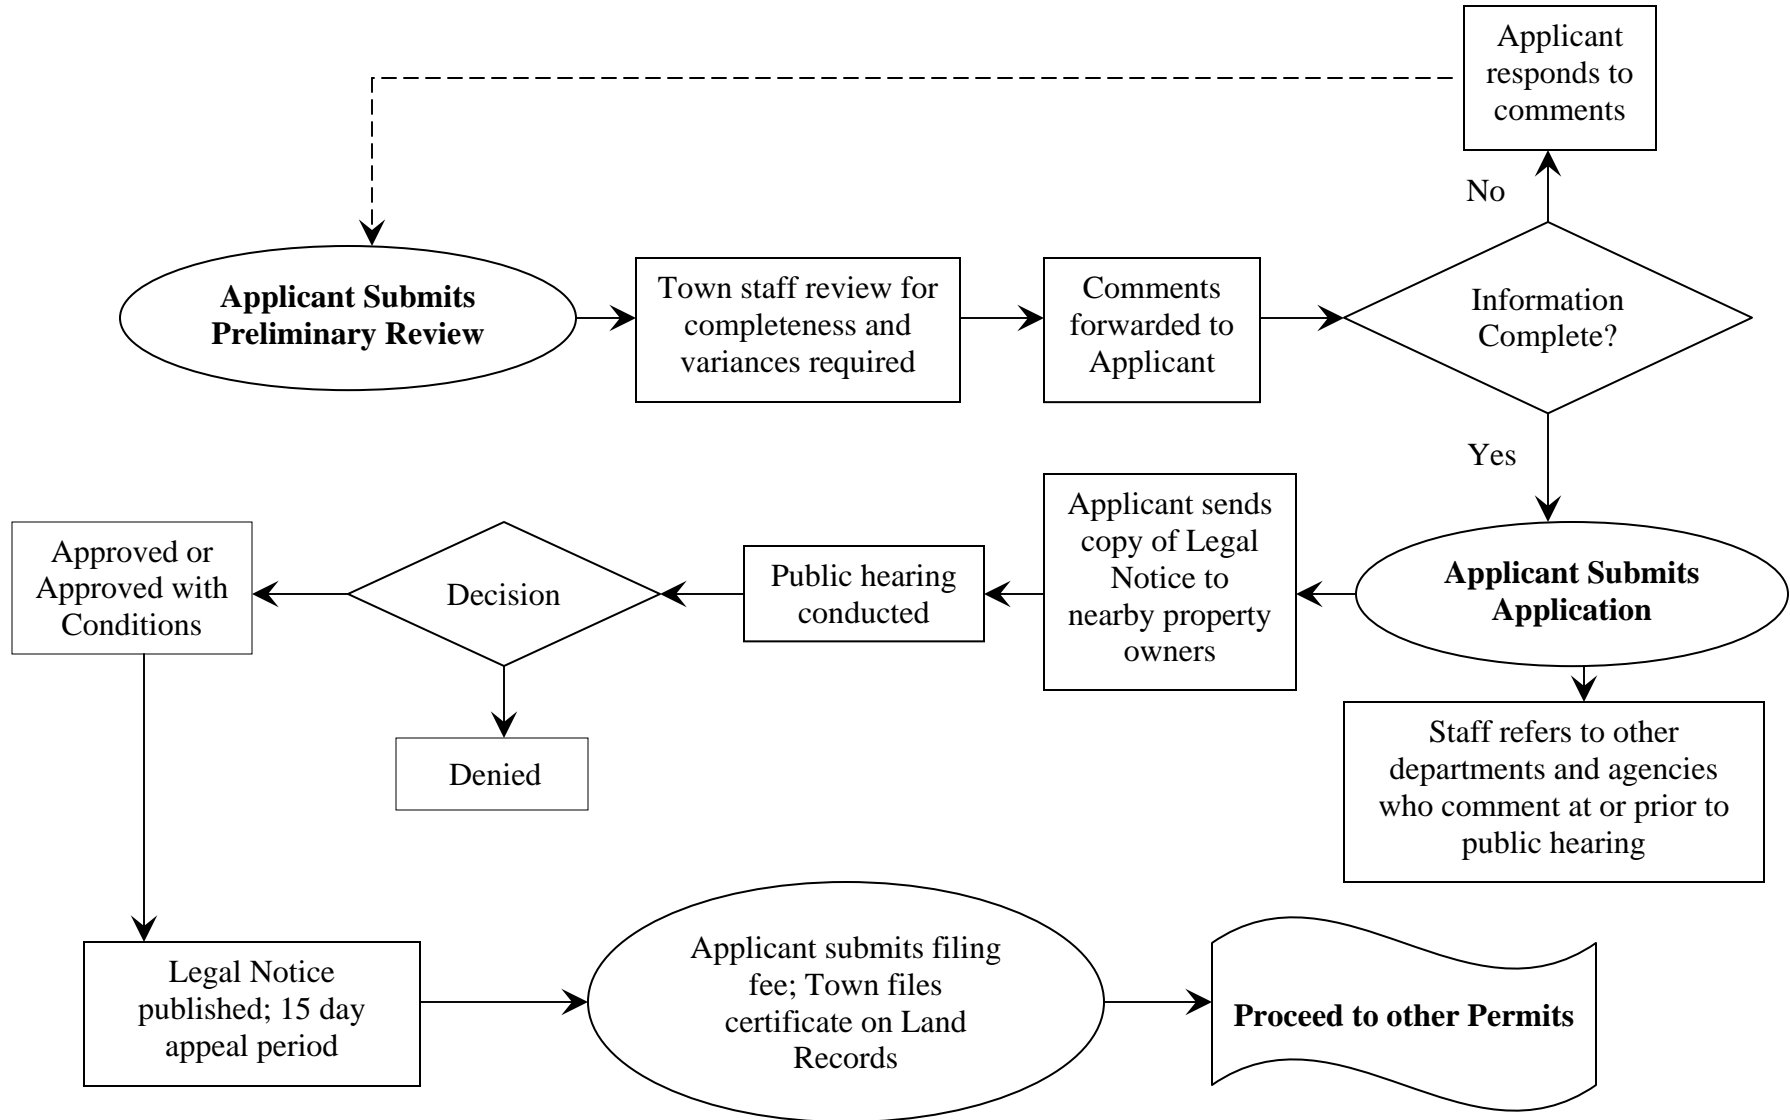 Applicant
responds to
comments
No
Applicant Submits
Preliminary Review
Town staff review for
completeness and
variances required
Comments
forwarded to
Applicant
Information
Complete?
Yes
Applicant Submits
Application
Applicant sends
copy of Legal
Notice to
nearby property
owners
Public hearing
conducted
Decision
Approved or
Approved with
Conditions
Denied
Staff refers to other
departments and agencies
who comment at or prior to
public hearing
Legal Notice
published; 15 day
appeal period
Applicant submits filing
fee; Town files
certificate on Land
Records
Proceed to other Permits